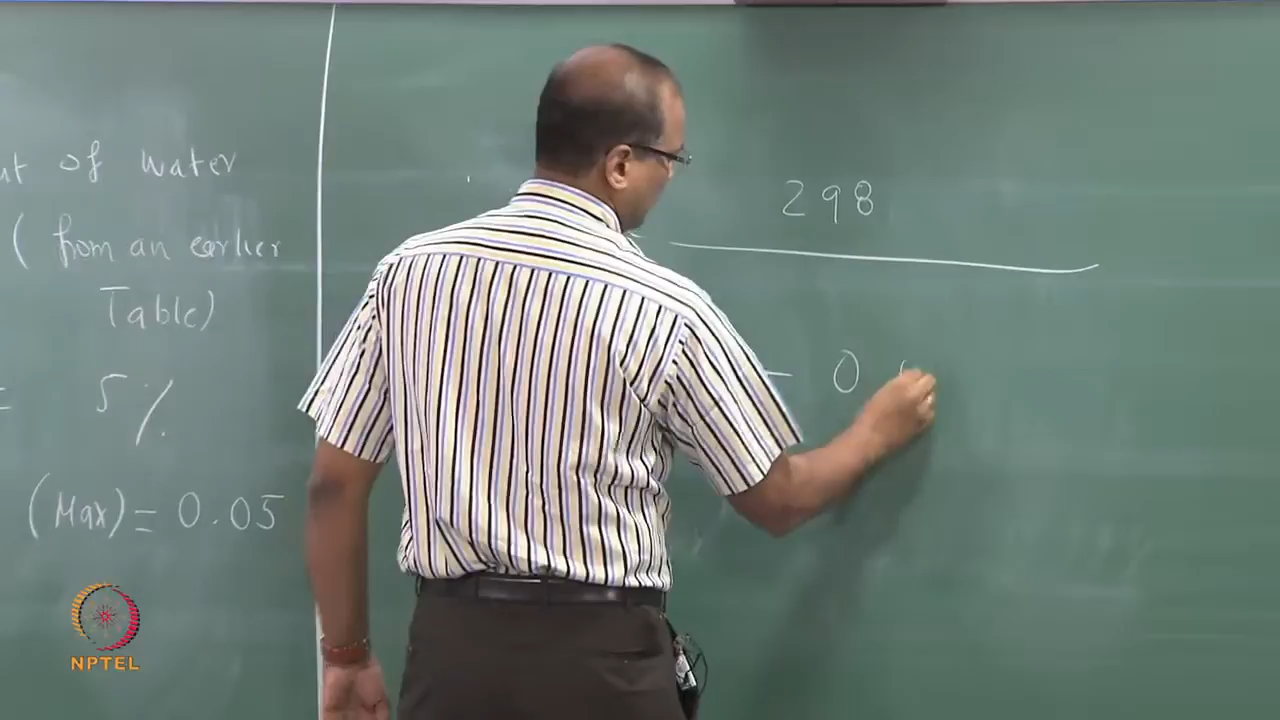 of water
( from an earlier
Table)
= 5%
(Max) = 0.05
298
0
NPTEL